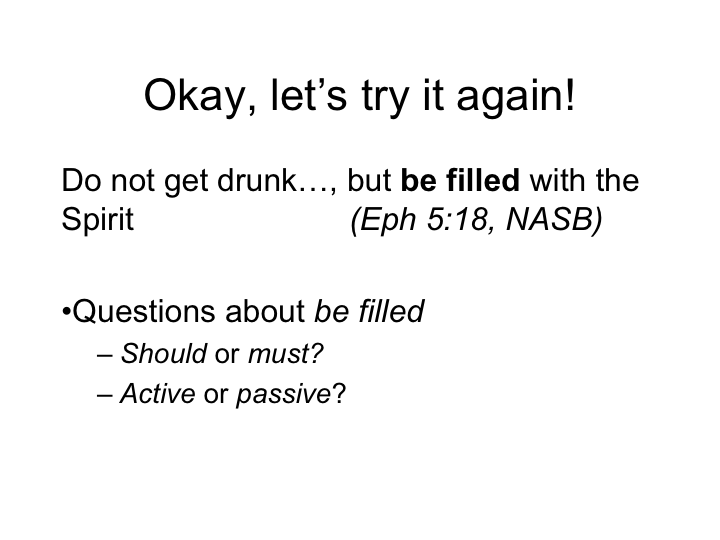 Okay, let’s try it again!
Do not get drunk…, but be filled with the
Spirit (Eph 5:18, NASB)
•Questions about be filled
– Should or must?
– Active or passive?